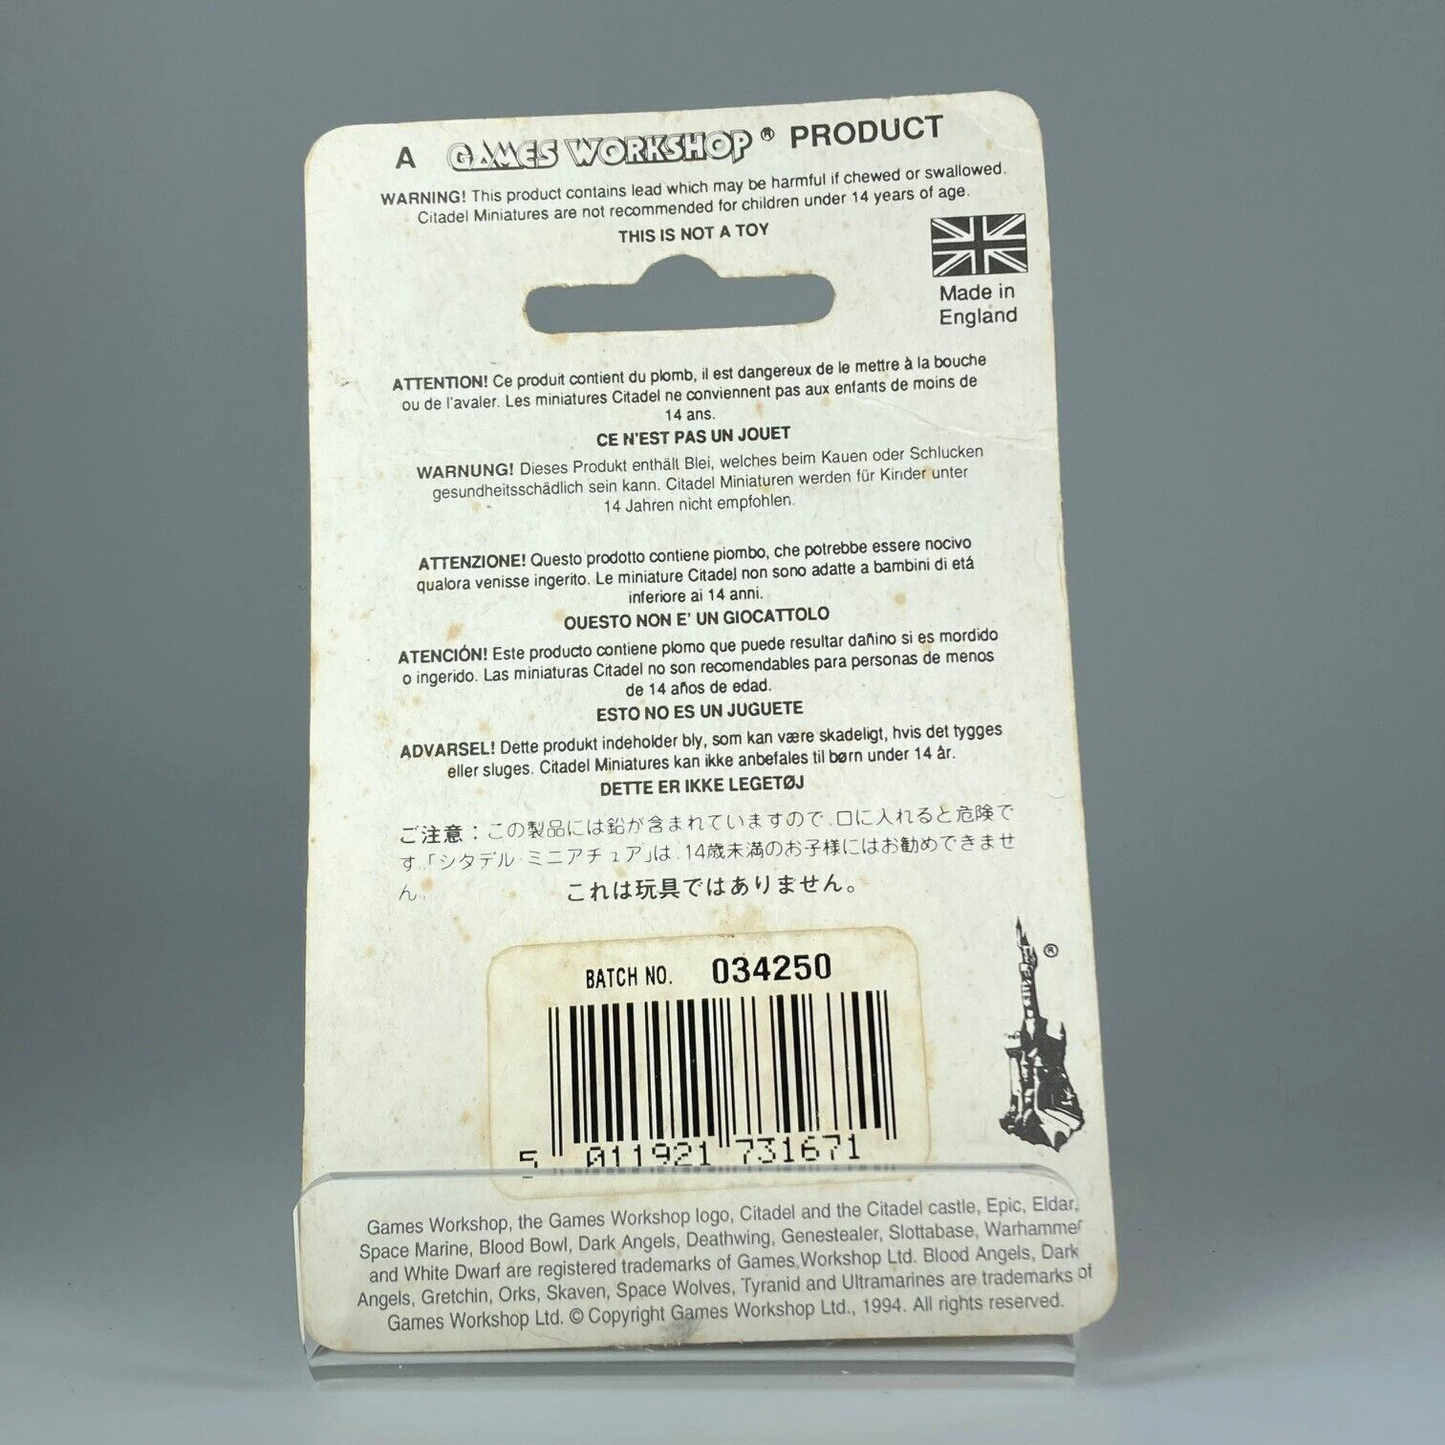 A GAMES WORKSHOP® PRODUCT
WARNING! This product contains lead which may be harmful if chewed or swallowed.
Citadel Miniatures are not recommended for children under 14 years of age.
THIS IS NOT A TOY
Made in
England
ATTENTION! Ce produit contient du plomb, il est dangereux de le mettre à la bouche
ou de l'avaler. Les miniatures Citadel ne conviennent pas aux enfants de moins de
14 ans.
CE N'EST PAS UN JOUET
WARNUNG! Dieses Produkt enthält Blei, welches beim Kauen oder Schlucken
gesundheitsschädlich sein kann. Citadel Miniaturen werden für Kinder unter
14 Jahren nicht empfohlen.
ATTENZIONE! Questo prodotto contiene piombo, che potrebbe essere nocivo
qualora venisse ingerito. Le miniature Citadel non sono adatte a bambini di etá
inferiore ai 14 anni.
QUESTO NON E' UN GIOCATTOLO
ATENCIÓN! Este producto contiene plomo que puede resultar dañino si es mordido
o ingerido. Las miniaturas Citadel no son recomendables para personas de menos
de 14 años de edad.
ESTO NO ES UN JUGUETE
ADVARSEL! Dette produkt indeholder bly, som kan være skadeligt, hvis det tygges
eller sluges. Citadel Miniatures kan ikke anbefales til børn under 14 år.
DETTE ER IKKE LEGETØJ
ご注意：この製品には鉛が含まれていますので、口に入れると危険で
す。「シタデル・ミニアチュア」は、14歳未満のお子様にはお勧めできませ
ん。 これは玩具ではありません。
BATCH NO. 034250
®
5 011921 731671
Games Workshop, the Games Workshop logo, Citadel and the Citadel castle, Epic, Eldar,
Space Marine, Blood Bowl, Dark Angels, Deathwing, Genestealer, Slottabase, Warhammer
and White Dwarf are registered trademarks of Games Workshop Ltd. Blood Angels, Dark
Angels, Gretchin, Orks, Skaven, Space Wolves, Tyranid and Ultramarines are trademarks of
Games Workshop Ltd. © Copyright Games Workshop Ltd., 1994. All rights reserved.